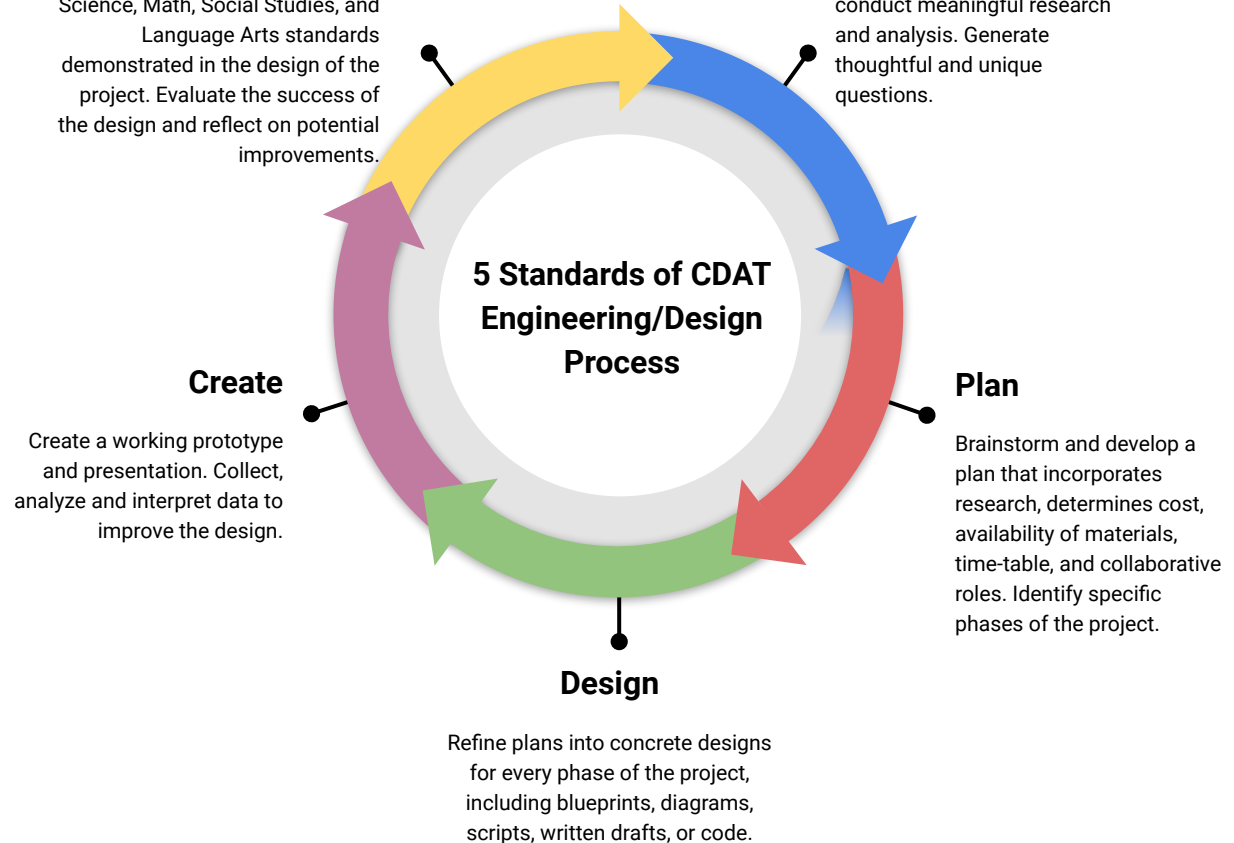 Science, Math, Social Studies, and
Language Arts standards
demonstrated in the design of the
project. Evaluate the success of
the design and reflect on potential
improvements.
conduct meaningful research
and analysis. Generate
thoughtful and unique
questions.
5 Standards of CDAT
Engineering/Design
Process
Create
Create a working prototype
and presentation. Collect,
analyze and interpret data to
improve the design.
Plan
Brainstorm and develop a
plan that incorporates
research, determines cost,
availability of materials,
time-table, and collaborative
roles. Identify specific
phases of the project.
Design
Refine plans into concrete designs
for every phase of the project,
including blueprints, diagrams,
scripts, written drafts, or code.